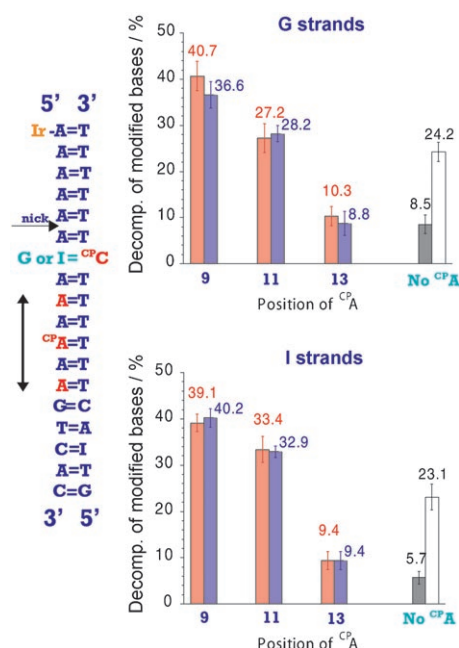 5’ 3’
Ir -A=T
A=T
A=T
A=T
A=T
nick
A=T
G or I = CPC
A=T
A=T
A=T
CPA=T
A=T
A=T
G=C
T=A
C=I
A=T
C=G
3’ 5’
G strands
Decomp. of modified bases / %
50
40
30
20
10
0
40.7
36.6
27.2
28.2
10.3
8.8
8.5
24.2
9
11
13
No CPA
Position of CPA
I strands
Decomp. of modified bases / %
50
40
30
20
10
0
39.1
40.2
33.4
32.9
9.4
9.4
5.7
23.1
9
11
13
No CPA
Position of CPA